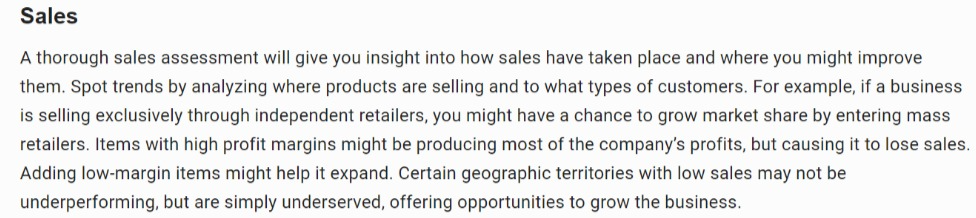 Sales
A thorough sales assessment will give you insight into how sales have taken place and where you might improve
them. Spot trends by analyzing where products are selling and to what types of customers. For example, if a business
is selling exclusively through independent retailers, you might have a chance to grow market share by entering mass
retailers. Items with high profit margins might be producing most of the company’s profits, but causing it to lose sales.
Adding low-margin items might help it expand. Certain geographic territories with low sales may not be
underperforming, but are simply underserved, offering opportunities to grow the business.